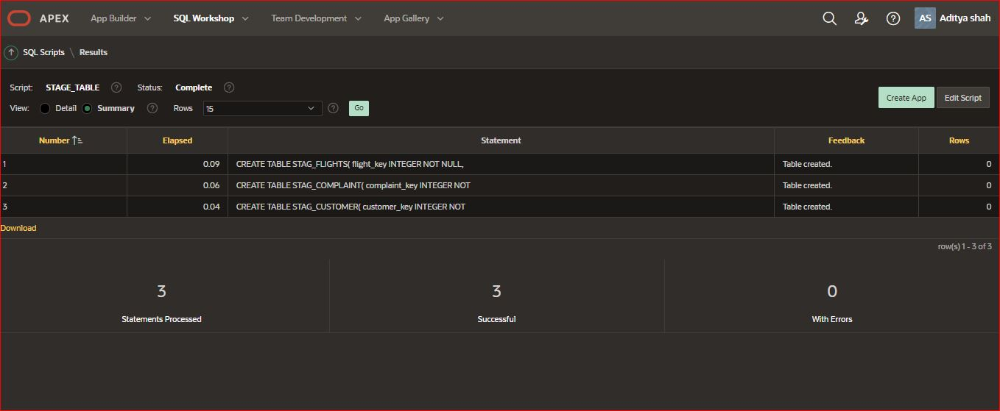 APEX App Builder SQL Workshop Team Development App Gallery AS Aditya shah
SQL Scripts \ Results
Script: STAGE_TABLE ? Status: Complete ?
Create App Edit Script
View: Detail Summary ? Rows 15 ? Go
Number Elapsed Statement Feedback Rows
1 0.09 CREATE TABLE STAG_FLIGHTS( flight_key INTEGER NOT NULL, Table created. 0
2 0.06 CREATE TABLE STAG_COMPLAINT( complaint_key INTEGER NOT Table created. 0
3 0.04 CREATE TABLE STAG_CUSTOMER( customer_key INTEGER NOT Table created. 0
Download
row(s) 1 - 3 of 3
3 3 0
Statements Processed Successful With Errors